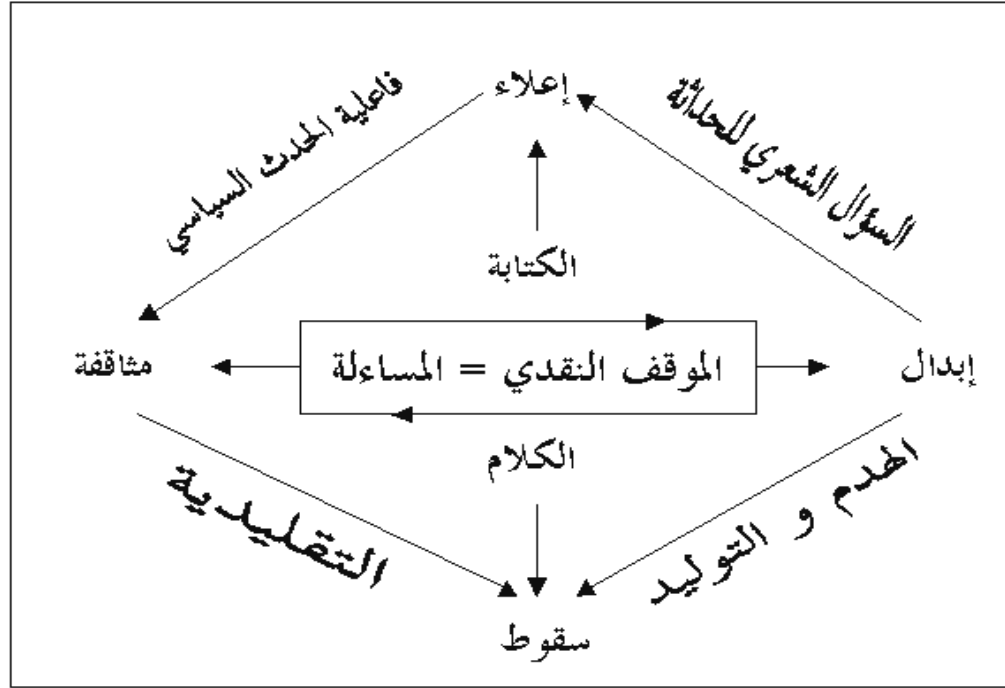 إعلاء
السؤال الشعري للحداثة
فاعلية الحدث السياسي
الكتابة
إبدال
الموقف النقدي = المساءلة
مثاقفة
الكلام
الهدم و التوليد
التقليدية
سقوط